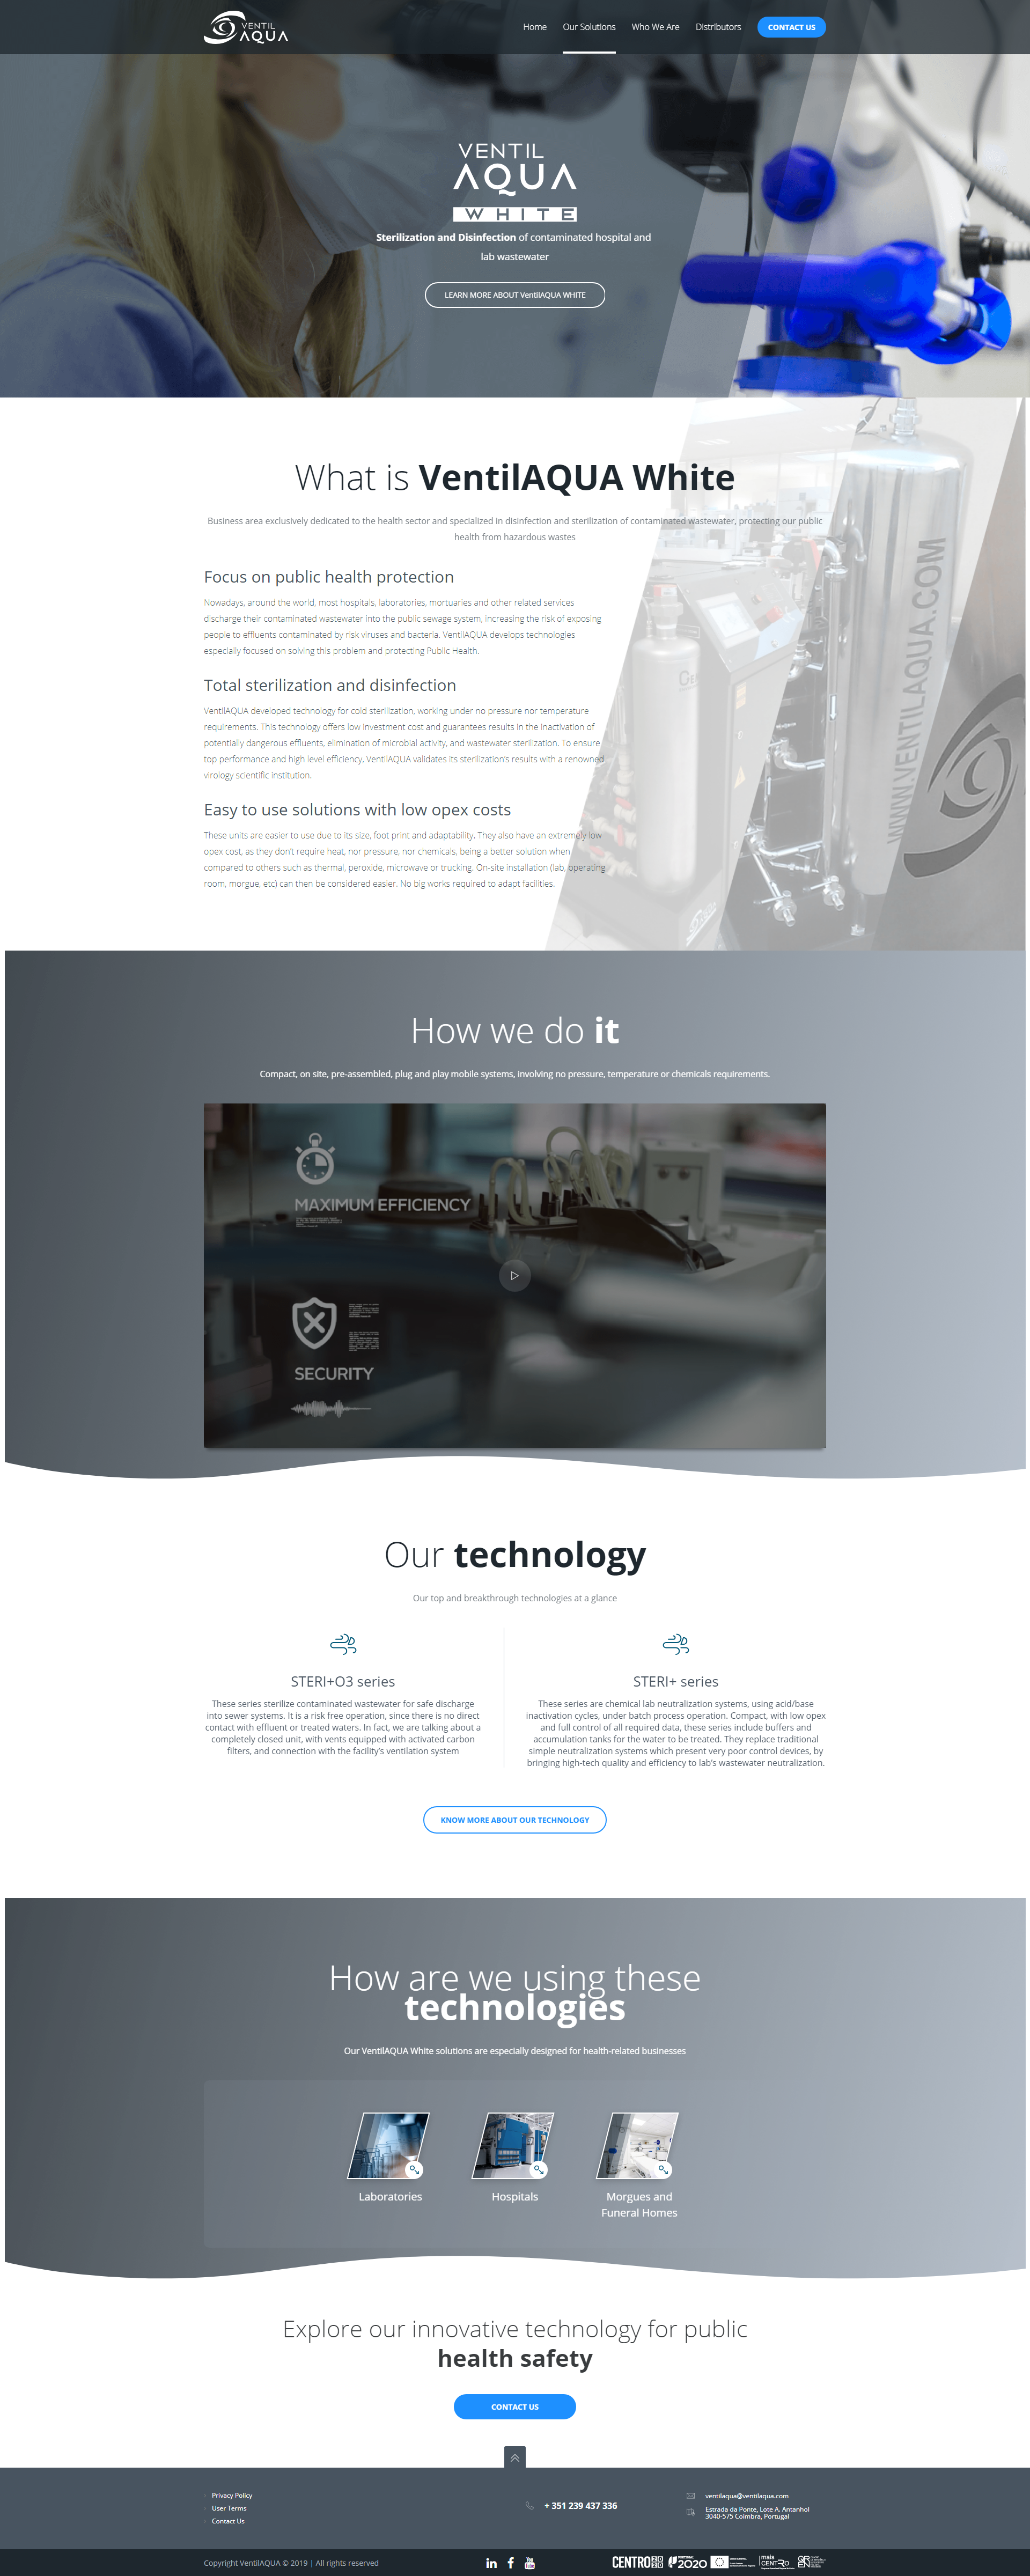 VENTIL
AQUA
Home
Our Solutions
Who We Are
Distributors
CONTACT US
VENTIL
AQUA
WHITE
Sterilization and Disinfection of contaminated hospital and
lab wastewater
LEARN MORE ABOUT VentilAQUA WHITE
What is VentilAQUA White
Business area exclusively dedicated to the health sector and specialized in disinfection and sterilization of contaminated wastewater, protecting our public
health from hazardous wastes
Focus on public health protection
Nowadays, around the world, most hospitals, laboratories, mortuaries and other related services
discharge their contaminated wastewater into the public sewage system, increasing the risk of exposing
people to effluents contaminated by risk viruses and bacteria. VentilAQUA develops technologies
especially focused on solving this problem and protecting Public Health.
Total sterilization and disinfection
VentilAQUA developed technology for cold sterilization, working under no pressure nor temperature
requirements. This technology offers low investment cost and guarantees results in the inactivation of
potentially dangerous effluents, elimination of microbial activity, and wastewater sterilization. To ensure
top performance and high level efficiency, VentilAQUA validates its sterilization's results with a renowned
virology scientific institution.
Easy to use solutions with low opex costs
These units are easier to use due to its size, foot print and adaptability. They also have an extremely low
opex cost, as they don't require heat, nor pressure, nor chemicals, being a better solution when
compared to others such as thermal, peroxide, microwave or trucking. On-site installation (lab, operating
room, morgue, etc) can then be considered easier. No big works required to adapt facilities.
WWW.VENTILAQUA.COM
How we do it
Compact, on site, pre-assembled, plug and play mobile systems, involving no pressure, temperature or chemicals requirements.
MAXIMUM EFFICIENCY
SECURITY
Our technology
Our top and breakthrough technologies at a glance
STERI+O3 series
These series sterilize contaminated wastewater for safe discharge
into sewer systems. It is a risk free operation, since there is no direct
contact with effluent or treated waters. In fact, we are talking about a
completely closed unit, with vents equipped with activated carbon
filters, and connection with the facility's ventilation system
STERI+ series
These series are chemical lab neutralization systems, using acid/base
inactivation cycles, under batch process operation. Compact, with low opex
and full control of all required data, these series include buffers and
accumulation tanks for the water to be treated. They replace traditional
simple neutralization systems which present very poor control devices, by
bringing high-tech quality and efficiency to lab's wastewater neutralization.
KNOW MORE ABOUT OUR TECHNOLOGY
How are we using these
technologies
Our VentilAQUA White solutions are especially designed for health-related businesses
Laboratories
Hospitals
Morgues and
Funeral Homes
Explore our innovative technology for public
health safety
CONTACT US
Privacy Policy
User Terms
Contact Us
+ 351 239 437 336
ventilaqua@ventilaqua.com
Estrada da Ponte, Lote A. Antanhol
3040-575 Coimbra, Portugal
Copyright VentilAQUA © 2019 | All rights reserved
CENTRO 2020
PORTUGAL
2020
mais
CENTRO